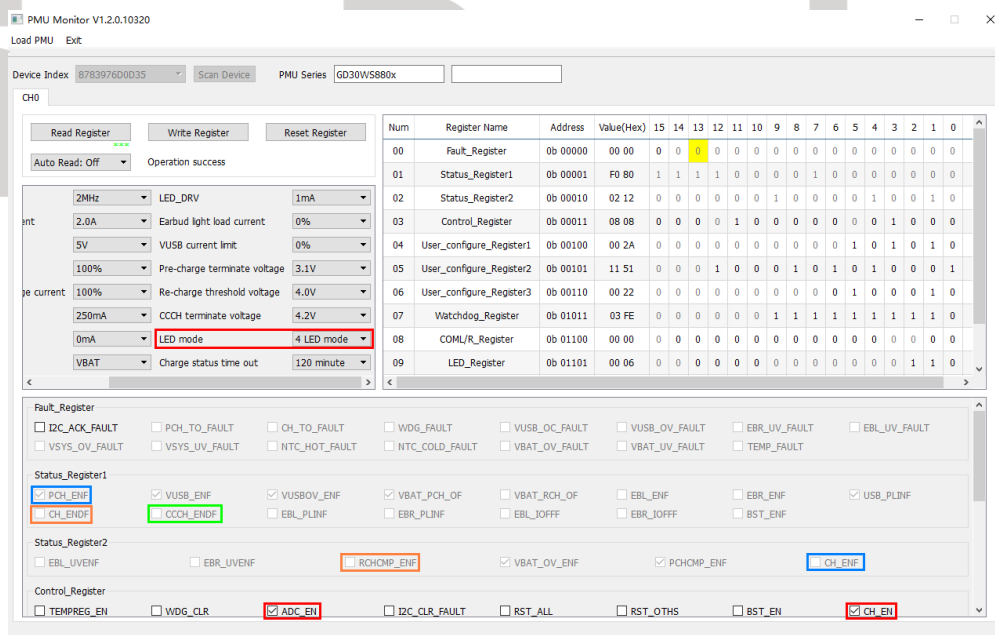 PMU Monitor V1.2.0.10320
Load PMU Exit
Device Index 8783976D0D35 Scan Device PMU Series GD30WS880x
CH0
Read Register Write Register Reset Register
***
Auto Read: Off Operation success
2MHz LED_DRV 1mA
ent 2.0A Earbud light load current 0%
5V VUSB current limit 0%
100% Pre-charge terminate voltage 3.1V
ge current 100% Re-charge threshold voltage 4.0V
250mA CCCH terminate voltage 4.2V
0mA LED mode 4 LED mode
VBAT Charge status time out 120 minute
Num Register Name Address Value(Hex) 15 14 13 12 11 10 9 8 7 6 5 4 3 2 1 0
00 Fault_Register 0b 00000 00 00 0 0 0 0 0 0 0 0 0 0 0 0 0 0 0 0
01 Status_Register1 0b 00001 F0 80 1 1 1 1 0 0 0 0 1 0 0 0 0 0 0 0
02 Status_Register2 0b 00010 02 12 0 0 0 0 0 0 1 0 0 0 0 1 0 0 1 0
03 Control_Register 0b 00011 08 08 0 0 0 0 1 0 0 0 0 0 0 0 1 0 0 0
04 User_configure_Register1 0b 00100 00 2A 0 0 0 0 0 0 0 0 0 0 1 0 1 0 1 0
05 User_configure_Register2 0b 00101 11 51 0 0 0 1 0 0 0 1 0 1 0 1 0 0 0 1
06 User_configure_Register3 0b 00110 00 22 0 0 0 0 0 0 0 0 0 0 1 0 0 0 1 0
07 Watchdog_Register 0b 01011 03 FE 0 0 0 0 0 0 1 1 1 1 1 1 1 1 1 0
08 COML/R_Register 0b 01100 00 00 0 0 0 0 0 0 0 0 0 0 0 0 0 0 0 0
09 LED_Register 0b 01101 00 06 0 0 0 0 0 0 0 0 0 0 0 0 0 1 1 0
Fault_Register
I2C_ACK_FAULT PCH_TO_FAULT CH_TO_FAULT WDG_FAULT VUSB_OC_FAULT VUSB_OV_FAULT EBR_UV_FAULT EBL_UV_FAULT
VSYS_OV_FAULT VSYS_UV_FAULT NTC_HOT_FAULT NTC_COLD_FAULT VBAT_OV_FAULT VBAT_UV_FAULT TEMP_FAULT
Status_Register1
PCH_ENF VUSB_ENF VUSBOV_ENF VBAT_PCH_OF VBAT_RCH_OF EBL_ENF EBR_ENF USB_PLINF
CH_ENDF CCCH_ENDF EBL_PLINF EBR_PLINF EBL_IOFFF EBR_IOFFF BST_ENF
Status_Register2
EBL_UVENF EBR_UVENF RCHCMP_ENF VBAT_OV_ENF PCHCMP_ENF CH_ENF
Control_Register
TEMPREG_EN WDG_CLR ADC_EN I2C_CLR_FAULT RST_ALL RST_OTHS BST_EN CH_EN